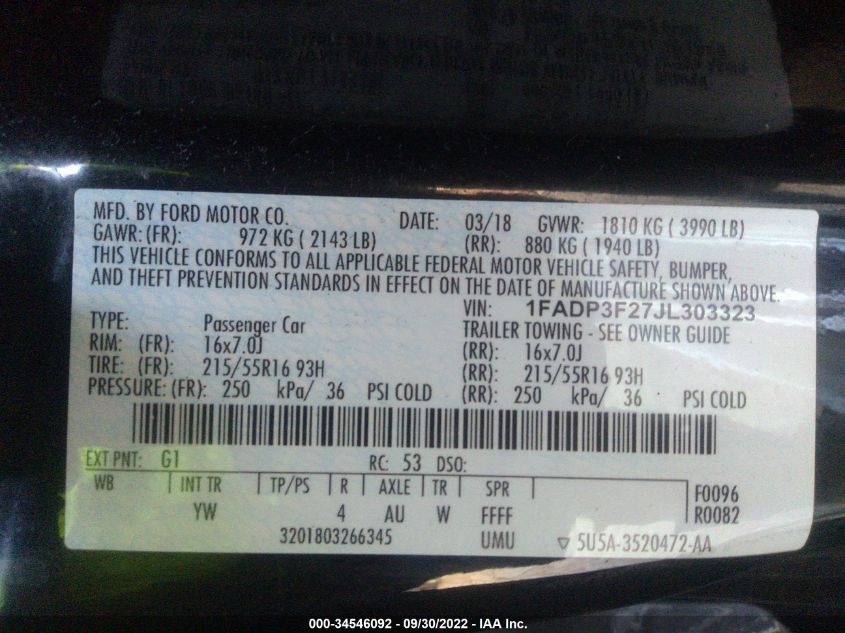 MFD. BY FORD MOTOR CO. DATE: 03/18 GVWR: 1810 KG ( 3990 LB)
GAWR: (FR): 972 KG ( 2143 LB) (RR): 880 KG ( 1940 LB)
THIS VEHICLE CONFORMS TO ALL APPLICABLE FEDERAL MOTOR VEHICLE SAFETY, BUMPER,
AND THEFT PREVENTION STANDARDS IN EFFECT ON THE DATE OF MANUFACTURE SHOWN ABOVE.
VIN: 1FADP3F27JL303323
TYPE: Passenger Car TRAILER TOWING - SEE OWNER GUIDE
RIM: (FR): 16x7.0J (RR): 16x7.0J
TIRE: (FR): 215/55R16 93H (RR): 215/55R16 93H
PRESSURE: (FR): 250 kPa/ 36 PSI COLD (RR): 250 kPa/ 36 PSI COLD
EXT PNT: G1 RC: 53 DSO:
WB INT TR TP/PS R AXLE TR SPR F0096
YW 4 AU W FFFF R0082
3201803266345 UMU ▽ 5U5A-3520472-AA
000-34546092 - 09/30/2022 - IAA Inc.